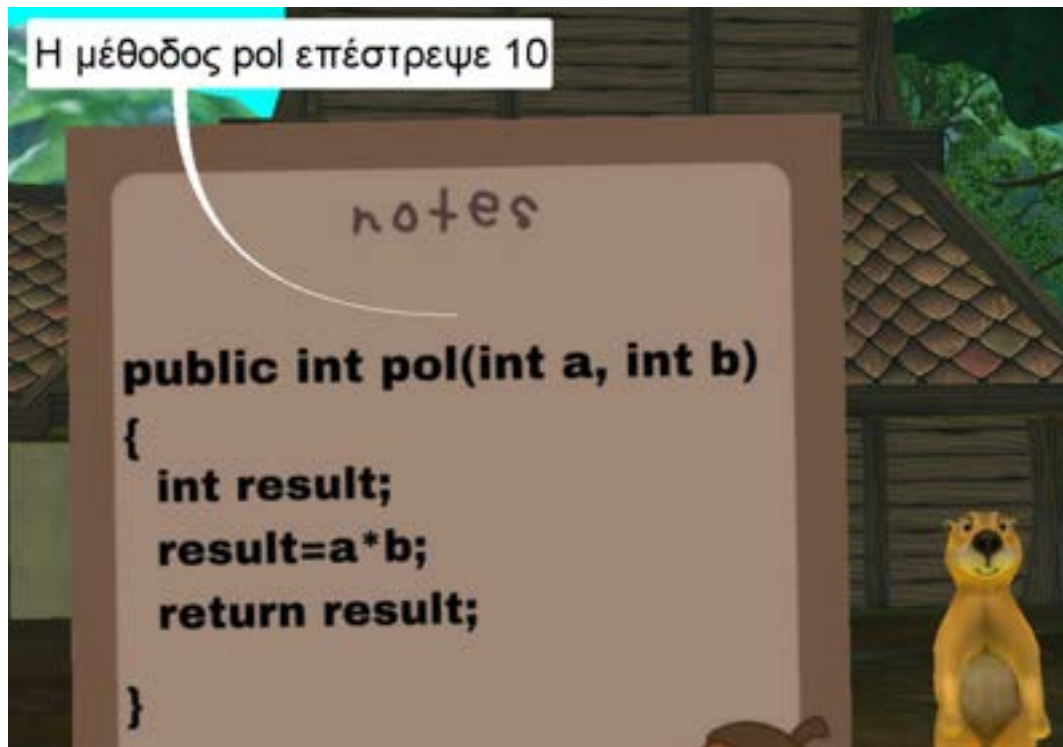 Η μέθοδος pol επέστρεψε 10
notes
public int pol(int a, int b)
{
int result;
result=a*b;
return result;
}